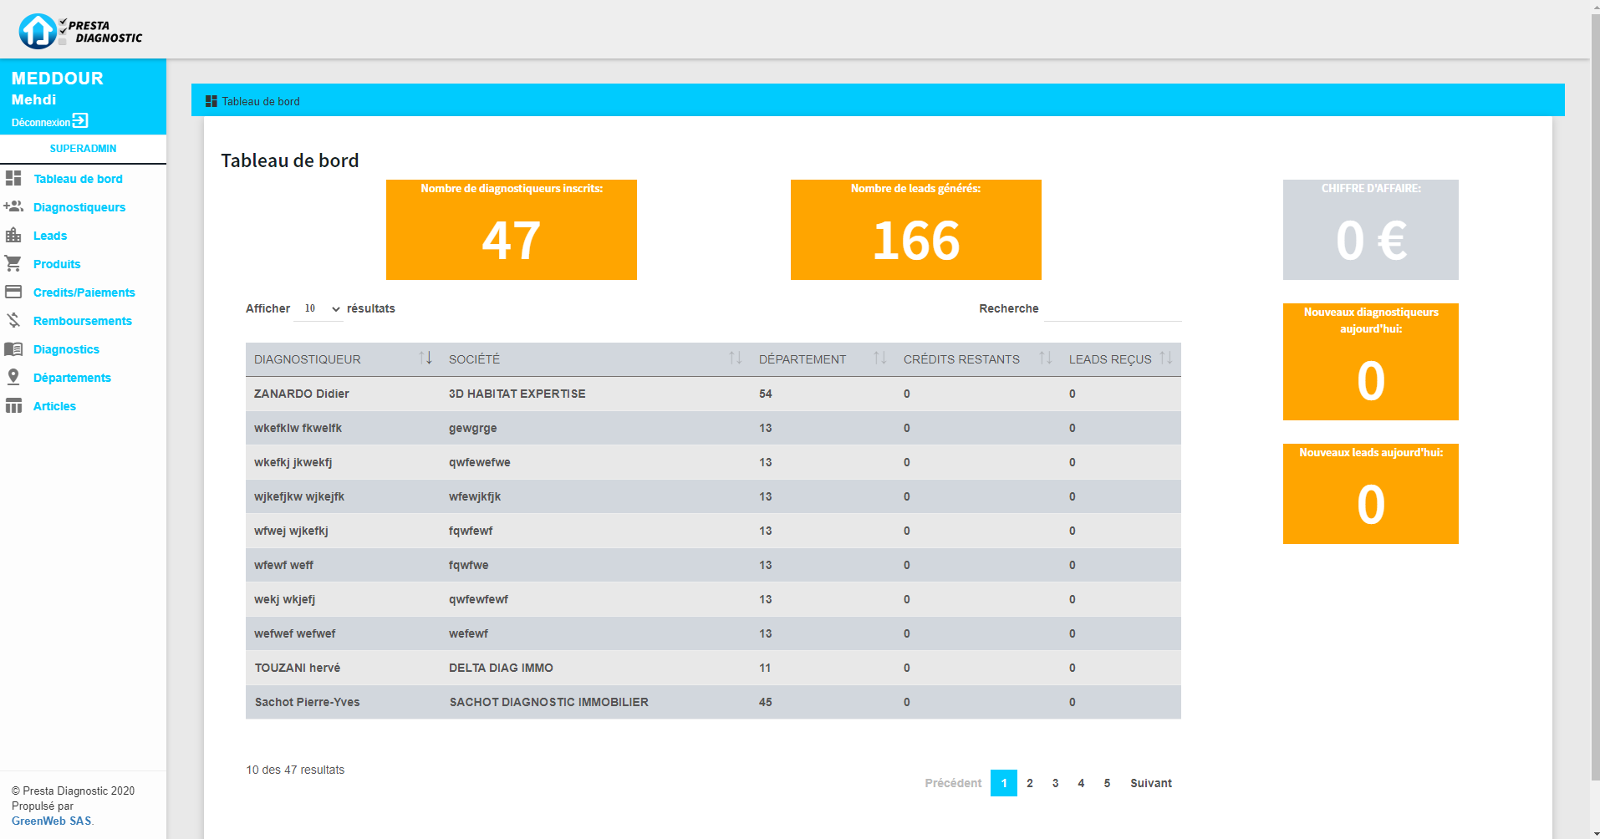 PRESTA
DIAGNOSTIC
MEDDOUR
Mehdi
Déconnexion
SUPERADMIN
Tableau de bord
Diagnostiqueurs
Leads
Produits
Credits/Paiements
Remboursements
Diagnostics
Départements
Articles
© Presta Diagnostic 2020
Propulsé par
GreenWeb SAS.
Tableau de bord
Tableau de bord
Nombre de diagnostiqueurs inscrits:
47
Nombre de leads générés:
166
CHIFFRE D'AFFAIRE:
0 €
Nouveaux diagnostiqueurs
aujourd'hui:
0
Nouveaux leads aujourd'hui:
0
Afficher 10 résultats
Recherche
DIAGNOSTIQUEUR SOCIÉTÉ DÉPARTEMENT CRÉDITS RESTANTS LEADS REÇUS
ZANARDO Didier 3D HABITAT EXPERTISE 54 0 0
wkefklw fkwelfk gewgrge 13 0 0
wkefkj jkwekfj qwfewefwe 13 0 0
wjkefjkw wjkejfk wfewjkfjk 13 0 0
wfwej wjkefkj fqwfewf 13 0 0
wfewf weff fqwfwe 13 0 0
wekj wkjefj qwfewfewf 13 0 0
wefwef wefwef wefewf 13 0 0
TOUZANI hervé DELTA DIAG IMMO 11 0 0
Sachot Pierre-Yves SACHOT DIAGNOSTIC IMMOBILIER 45 0 0
10 des 47 resultats
Précédent 1 2 3 4 5 Suivant